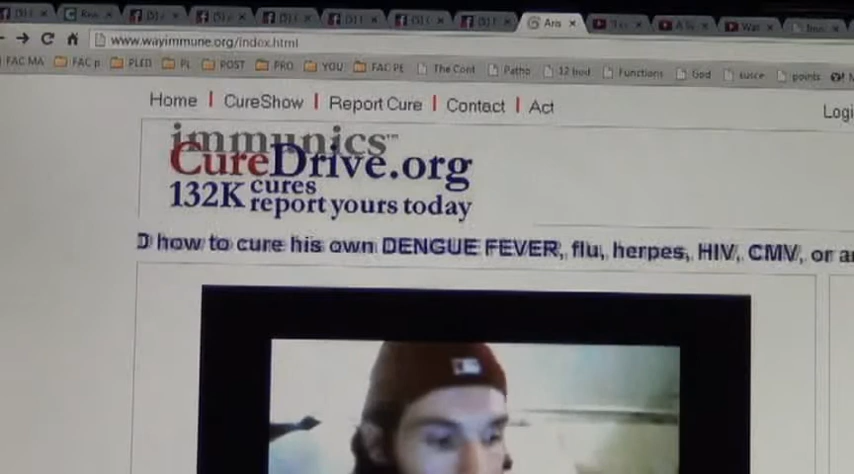 www.wayimmune.org/index.html
FAC MA FAC p PLED PL POST PRO YOU FAC PE The Cont Patho 12 bod Functions God susce points
Home | CureShow | Report Cure | Contact | Act
Logi
immunics™
CureDrive.org
132K cures
report yours today
how to cure his own DENGUE FEVER, flu, herpes, HIV, CMV, or a